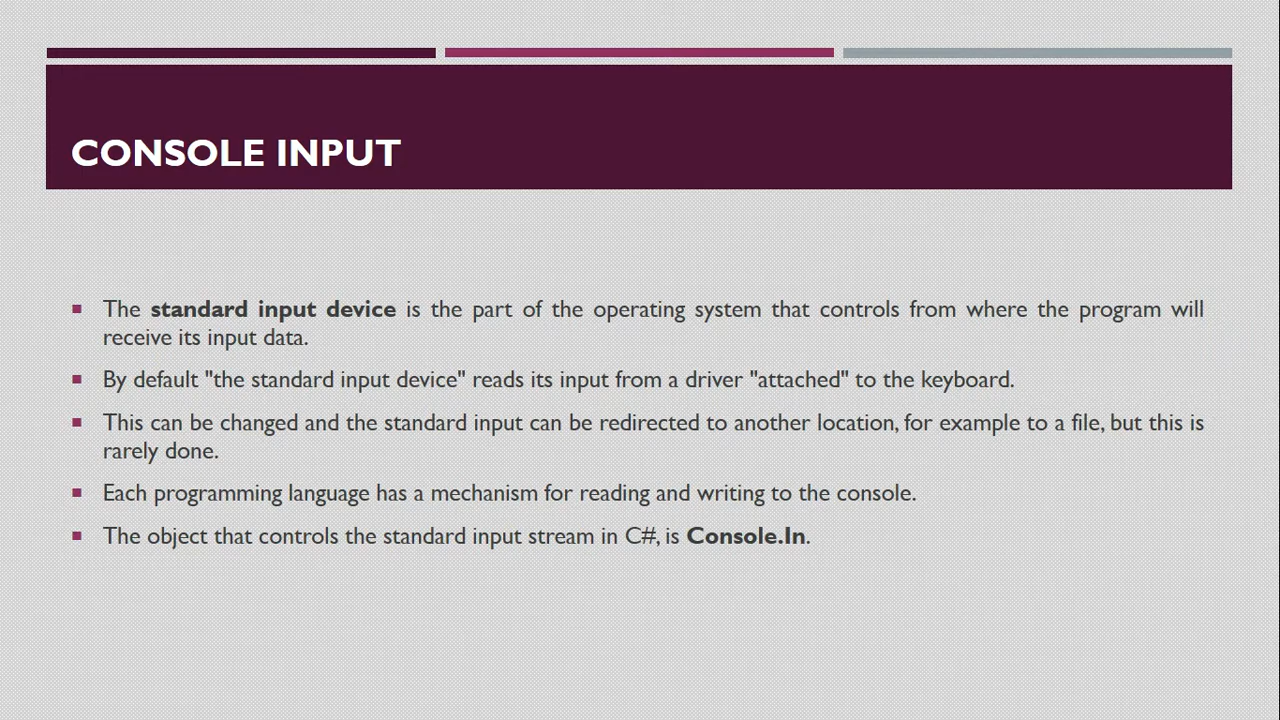 CONSOLE INPUT
The standard input device is the part of the operating system that controls from where the program will
receive its input data.
By default "the standard input device" reads its input from a driver "attached" to the keyboard.
This can be changed and the standard input can be redirected to another location, for example to a file, but this is
rarely done.
Each programming language has a mechanism for reading and writing to the console.
The object that controls the standard input stream in C#, is Console.In.